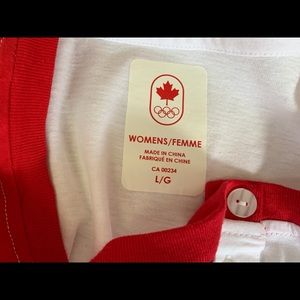 WOMENS/FEMME
MADE IN CHINA
FABRIQUÉ EN CHINE
CA 00234
L/G